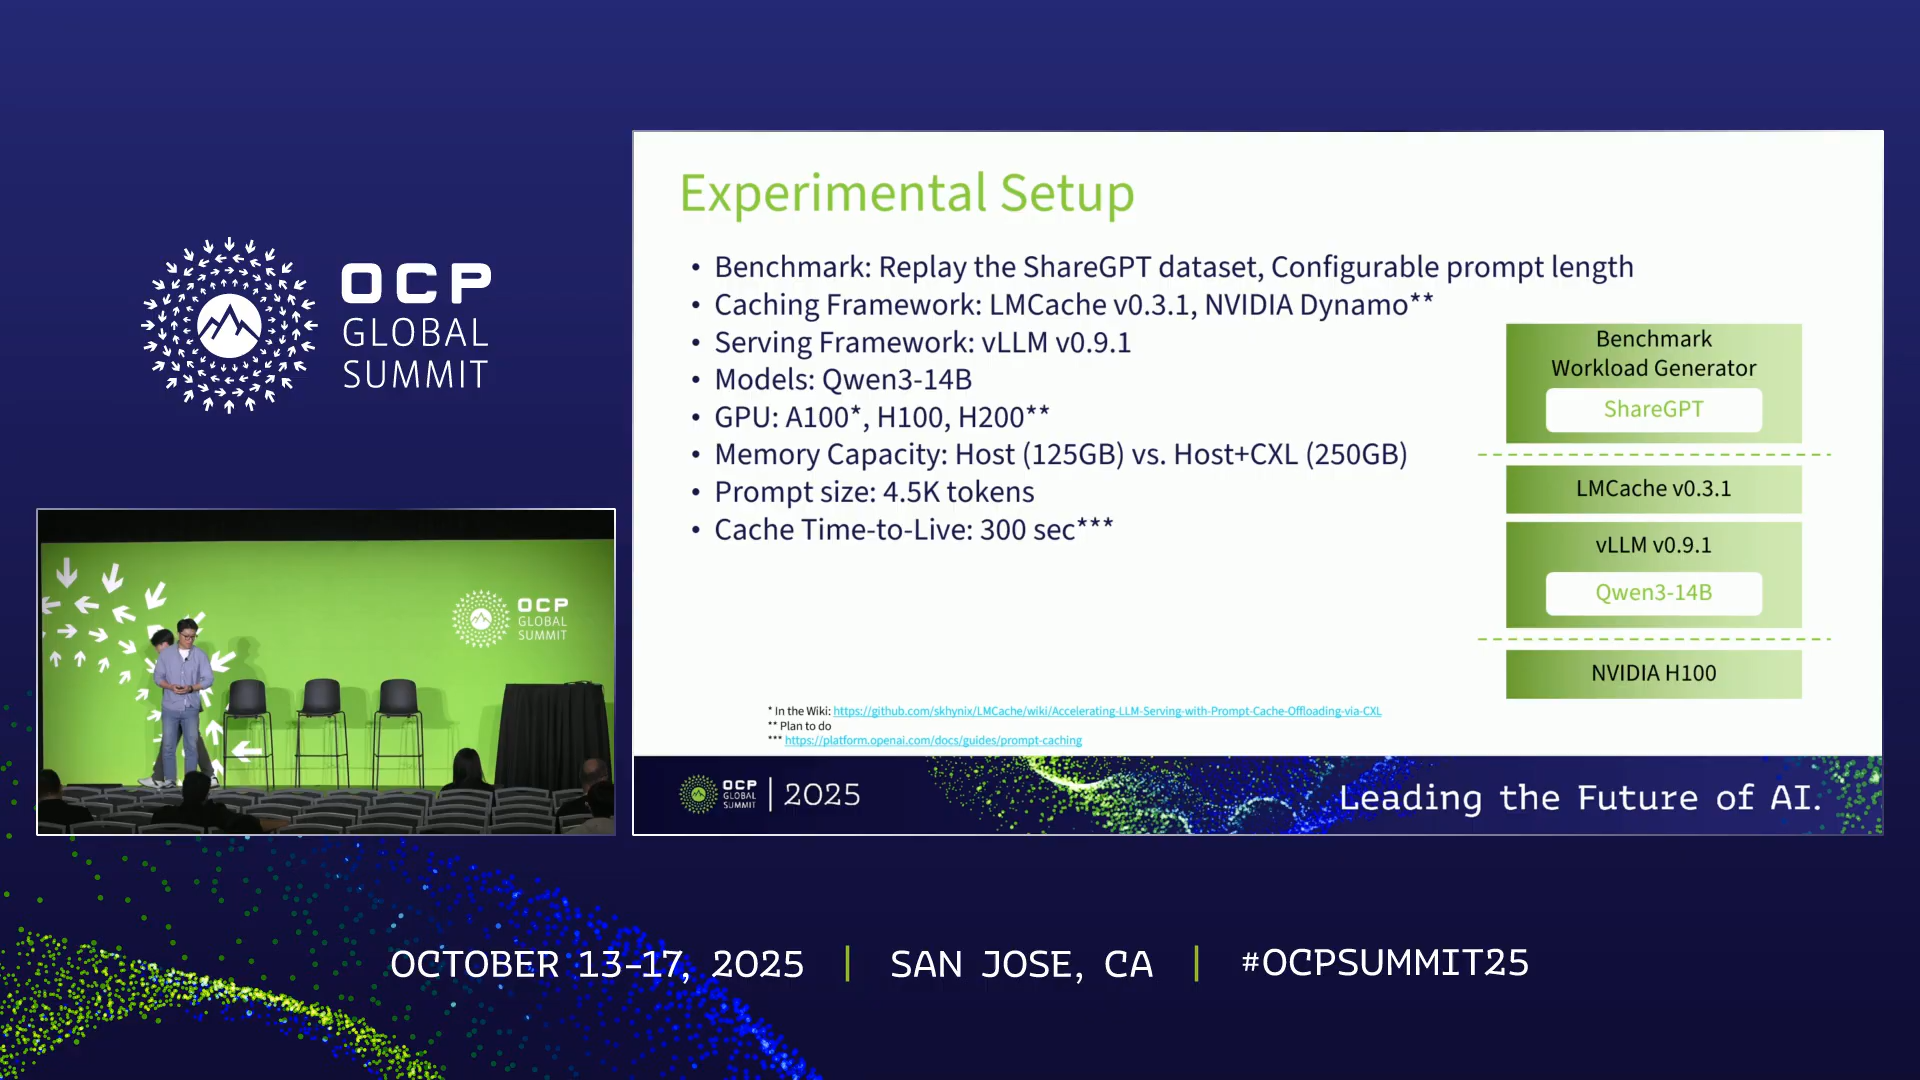 OCP
GLOBAL
SUMMIT
Experimental Setup
• Benchmark: Replay the ShareGPT dataset, Configurable prompt length
• Caching Framework: LMCache v0.3.1, NVIDIA Dynamo**
• Serving Framework: vLLM v0.9.1
• Models: Qwen3-14B
• GPU: A100*, H100, H200**
• Memory Capacity: Host (125GB) vs. Host+CXL (250GB)
• Prompt size: 4.5K tokens
• Cache Time-to-Live: 300 sec***
Benchmark
Workload Generator
ShareGPT
LMCache v0.3.1
vLLM v0.9.1
Qwen3-14B
NVIDIA H100
* In the Wiki: https://github.com/skhynix/LMCache/wiki/Accelerating-LLM-Serving-with-Prompt-Cache-Offloading-via-CXL
** Plan to do
*** https://platform.openai.com/docs/guides/prompt-caching
OCP
GLOBAL
SUMMIT
2025
Leading the Future of AI.
OCP
GLOBAL
SUMMIT
OCTOBER 13-17, 2025 | SAN JOSE, CA | #OCPSUMMIT25